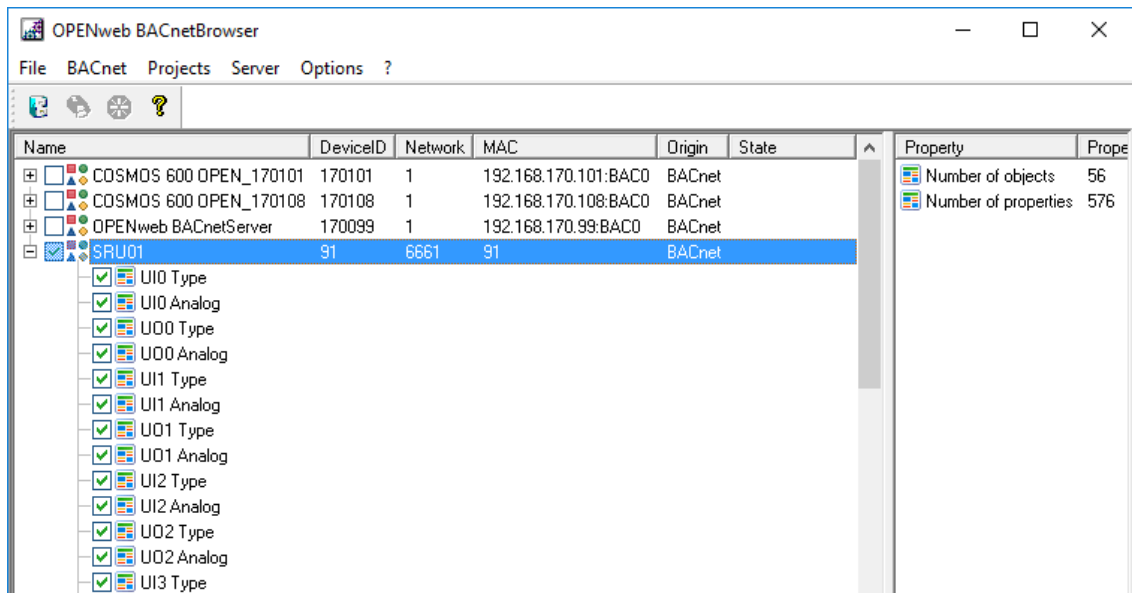 OPENweb BACnetBrowser
File BACnet Projects Server Options ?
Name DeviceID Network MAC Origin State Property Prope
COSMOS 600 OPEN_170101 170101 1 192.168.170.101:BAC0 BACnet Number of objects 56
COSMOS 600 OPEN_170108 170108 1 192.168.170.108:BAC0 BACnet Number of properties 576
OPENweb BACnetServer 170099 1 192.168.170.99:BAC0 BACnet
SRU01 91 6661 91 BACnet
UI0 Type
UI0 Analog
UO0 Type
UO0 Analog
UI1 Type
UI1 Analog
UO1 Type
UO1 Analog
UI2 Type
UI2 Analog
UO2 Type
UO2 Analog
UI3 Type